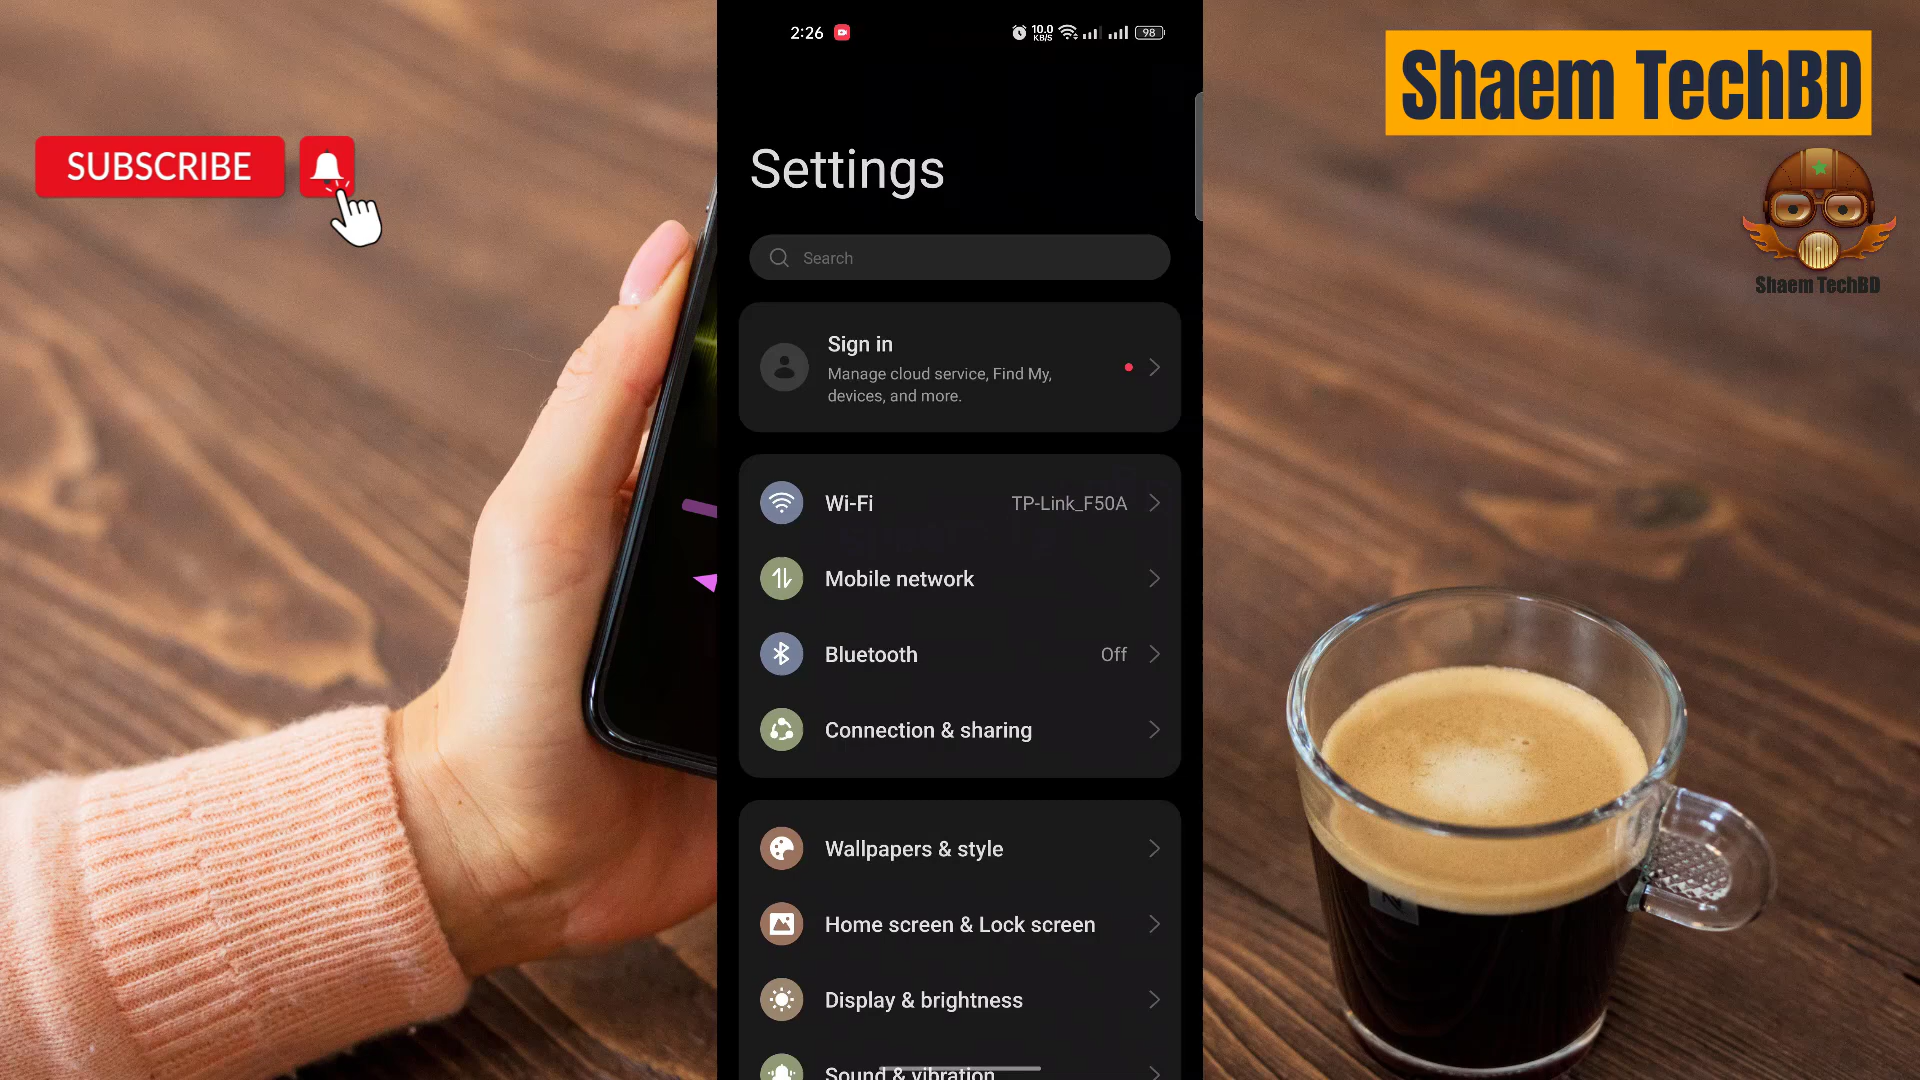 2:26
10.0
KB/S
98
Shaem TechBD
SUBSCRIBE
Settings
Search
Shaem TechBD
Sign in
Manage cloud service, Find My,
devices, and more.
Wi-Fi TP-Link_F50A
Mobile network
Bluetooth Off
Connection & sharing
Wallpapers & style
Home screen & Lock screen
Display & brightness
Sound & vibration